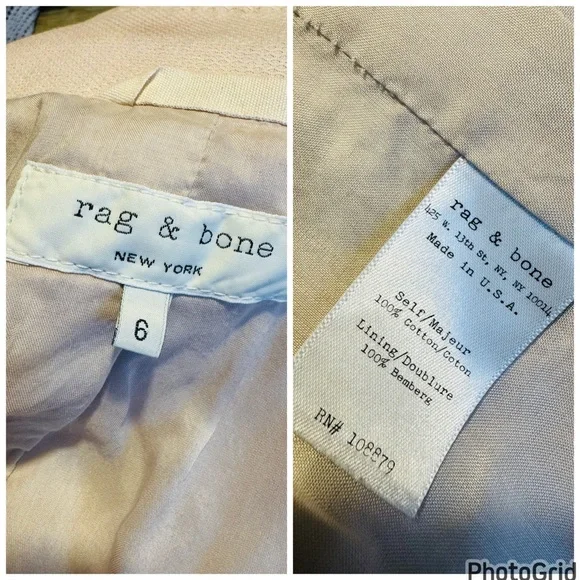 rag & bone
NEW YORK
6
rag & bone
425 W. 13th St, NY, NY 10014
Made in U.S.A.
Self/Majeur
100% Cotton/Coton
Lining/Doublure
100% Bemberg
RN# 108879
PhotoGrid